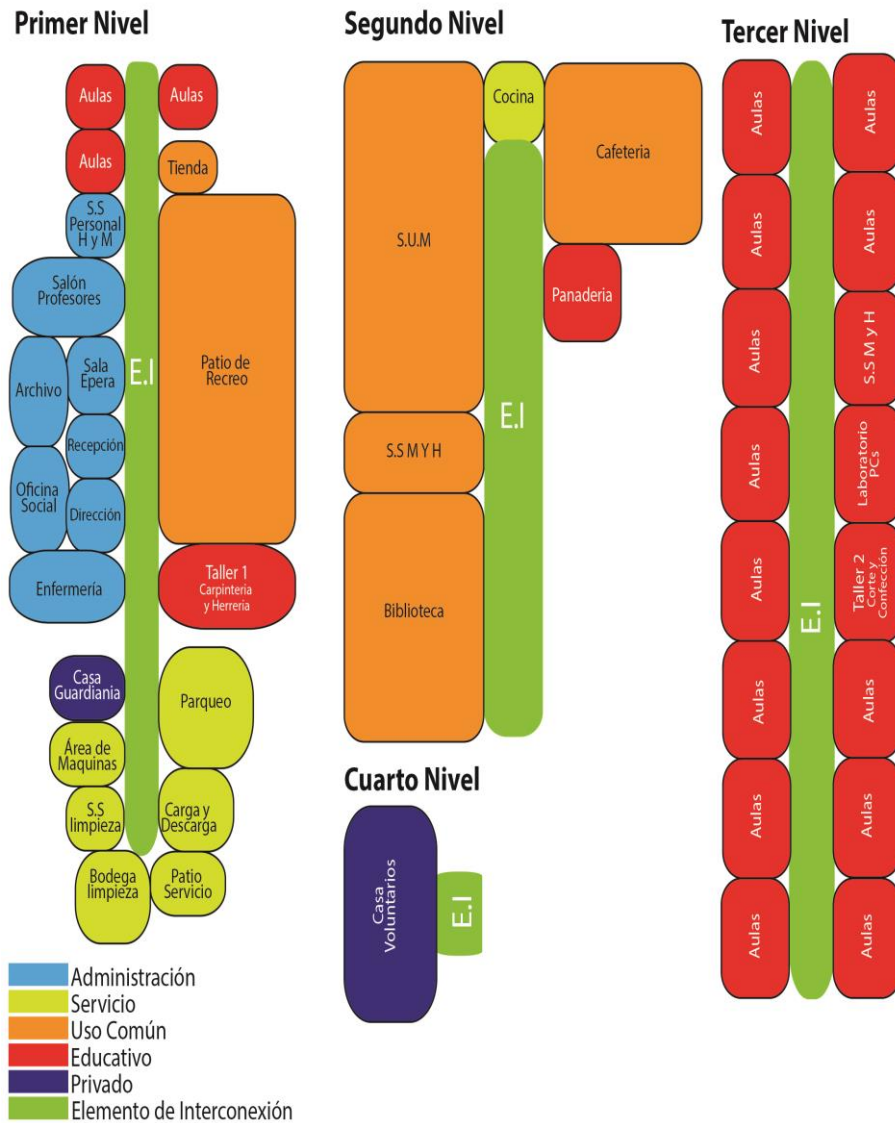 Primer Nivel
Aulas
Aulas
Aulas
Tienda
S.S
Personal
H y M
Salón
Profesores
Archivo
Sala
Epera
E.I
Patio de
Recreo
Recepción
Oficina
Social
Dirección
Enfermería
Taller 1
Carpinteria
y Herreria
Casa
Guardiania
Parqueo
Área de
Maquinas
S.S
limpieza
Carga y
Descarga
Bodega
limpieza
Patio
Servicio
Segundo Nivel
Cocina
Cafeteria
S.U.M
Panaderia
E.I
S.S M Y H
Biblioteca
Cuarto Nivel
Casa
Voluntarios
E.I
Tercer Nivel
Aulas
Aulas
Aulas
Aulas
Aulas
S.S M y H
Aulas
Laboratorio
PCs
Aulas
Taller 2
Corte y
Confección
E.I
Aulas
Aulas
Aulas
Aulas
Aulas
Aulas
Administración
Servicio
Uso Común
Educativo
Privado
Elemento de Interconexión